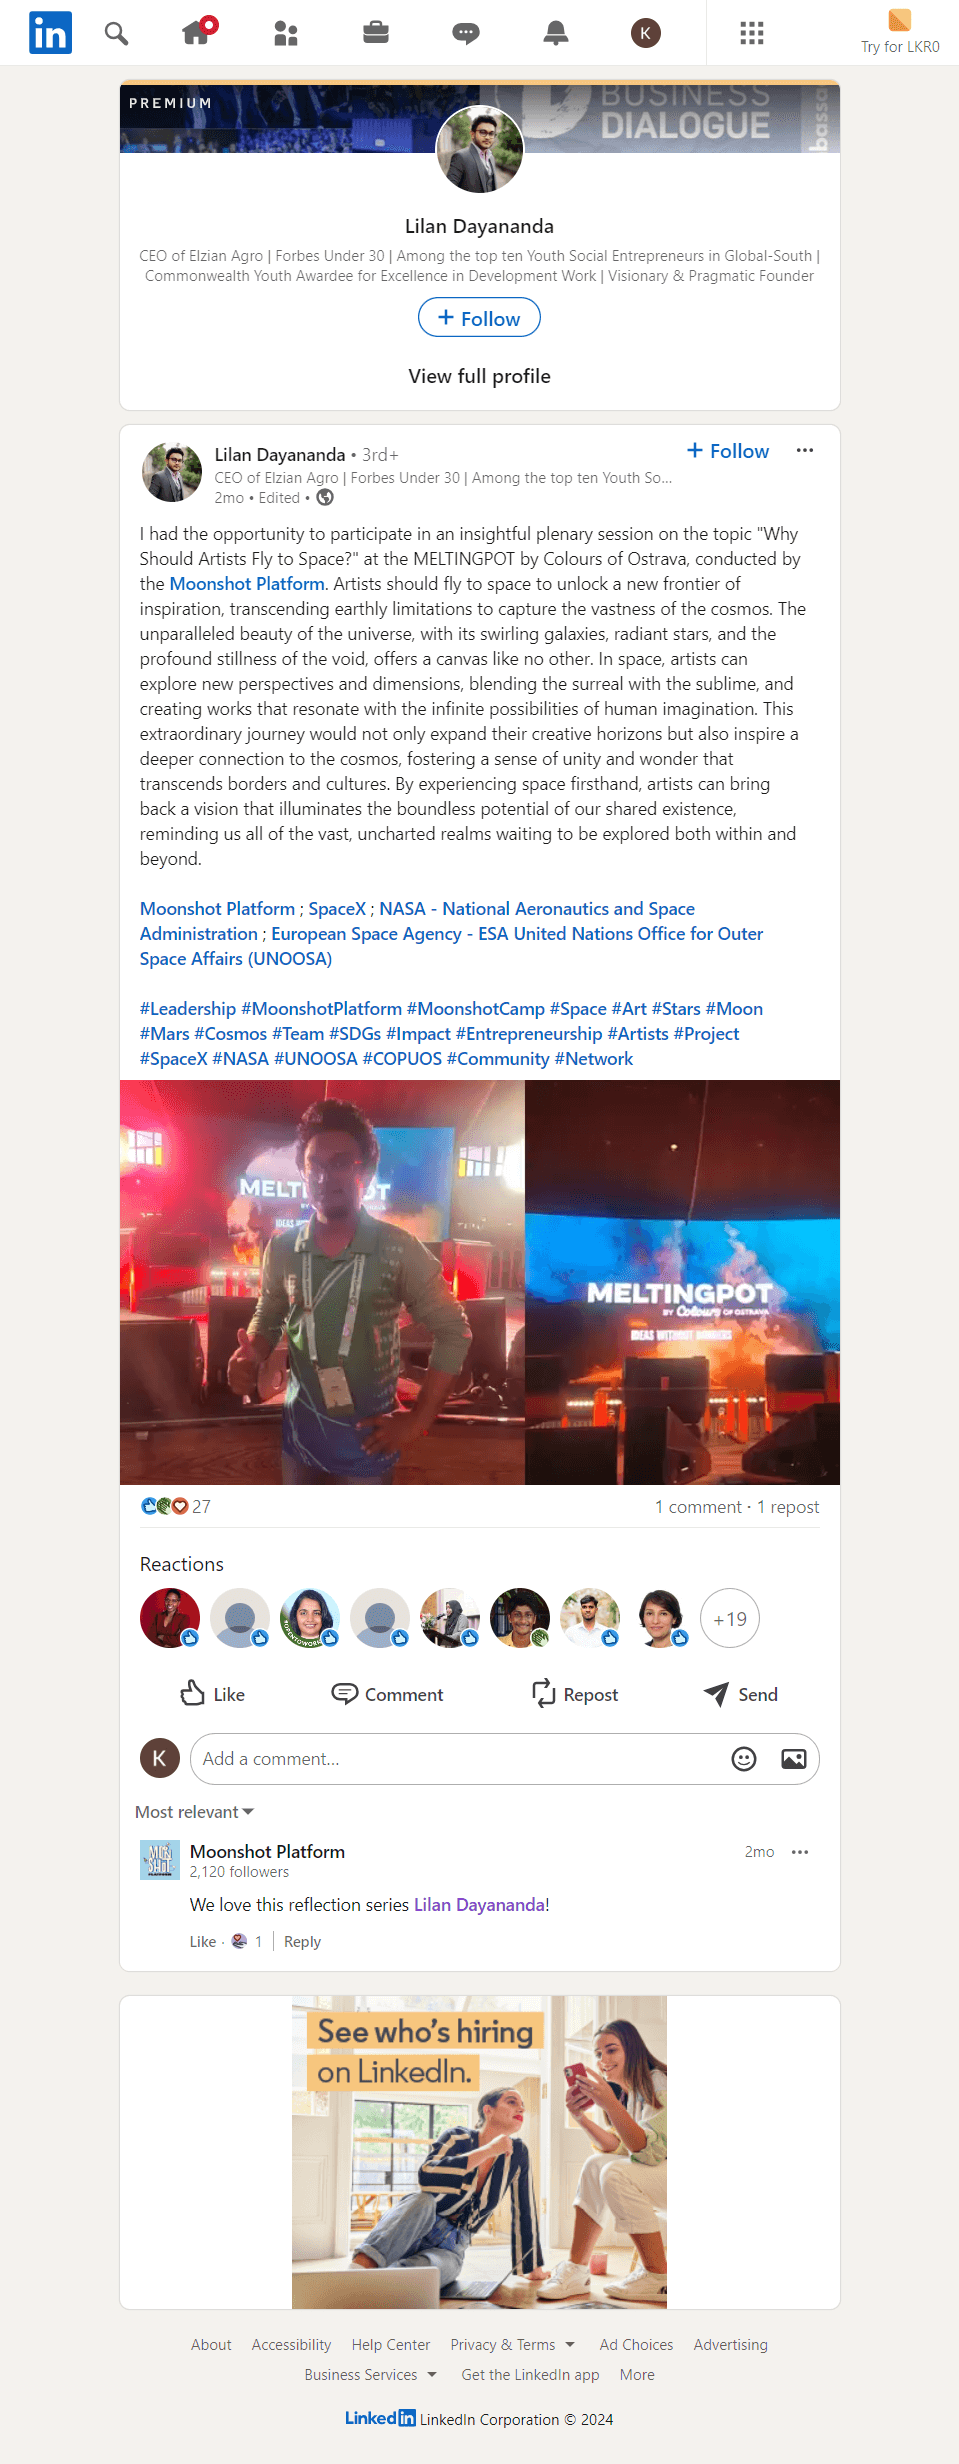 in
K
Try for LKR0
PREMIUM
BUSINESS
DIALOGUE
bassa
Lilan Dayananda
CEO of Elzian Agro | Forbes Under 30 | Among the top ten Youth Social Entrepreneurs in Global-South |
Commonwealth Youth Awardee for Excellence in Development Work | Visionary & Pragmatic Founder
+ Follow
View full profile
Lilan Dayananda • 3rd+
+ Follow
CEO of Elzian Agro | Forbes Under 30 | Among the top ten Youth So...
2mo • Edited •
I had the opportunity to participate in an insightful plenary session on the topic "Why
Should Artists Fly to Space?" at the MELTINGPOT by Colours of Ostrava, conducted by
the Moonshot Platform. Artists should fly to space to unlock a new frontier of
inspiration, transcending earthly limitations to capture the vastness of the cosmos. The
unparalleled beauty of the universe, with its swirling galaxies, radiant stars, and the
profound stillness of the void, offers a canvas like no other. In space, artists can
explore new perspectives and dimensions, blending the surreal with the sublime, and
creating works that resonate with the infinite possibilities of human imagination. This
extraordinary journey would not only expand their creative horizons but also inspire a
deeper connection to the cosmos, fostering a sense of unity and wonder that
transcends borders and cultures. By experiencing space firsthand, artists can bring
back a vision that illuminates the boundless potential of our shared existence,
reminding us all of the vast, uncharted realms waiting to be explored both within and
beyond.
Moonshot Platform ; SpaceX ; NASA - National Aeronautics and Space
Administration ; European Space Agency - ESA United Nations Office for Outer
Space Affairs (UNOOSA)
#Leadership #MoonshotPlatform #MoonshotCamp #Space #Art #Stars #Moon
#Mars #Cosmos #Team #SDGs #Impact #Entrepreneurship #Artists #Project
#SpaceX #NASA #UNOOSA #COPUOS #Community #Network
MELTI OT
BY
IDEAS W
MELTINGPOT
BY Colours OF OSTRAVA
IDEAS WITHOUT BORDERS
27
1 comment · 1 repost
Reactions
+19
Like
Comment
Repost
Send
K
Add a comment...
Most relevant
Moonshot Platform
2mo
2,120 followers
We love this reflection series Lilan Dayananda!
Like · 1 | Reply
See who's hiring
on LinkedIn.
About
Accessibility
Help Center
Privacy & Terms
Ad Choices
Advertising
Business Services
Get the LinkedIn app
More
LinkedIn LinkedIn Corporation © 2024